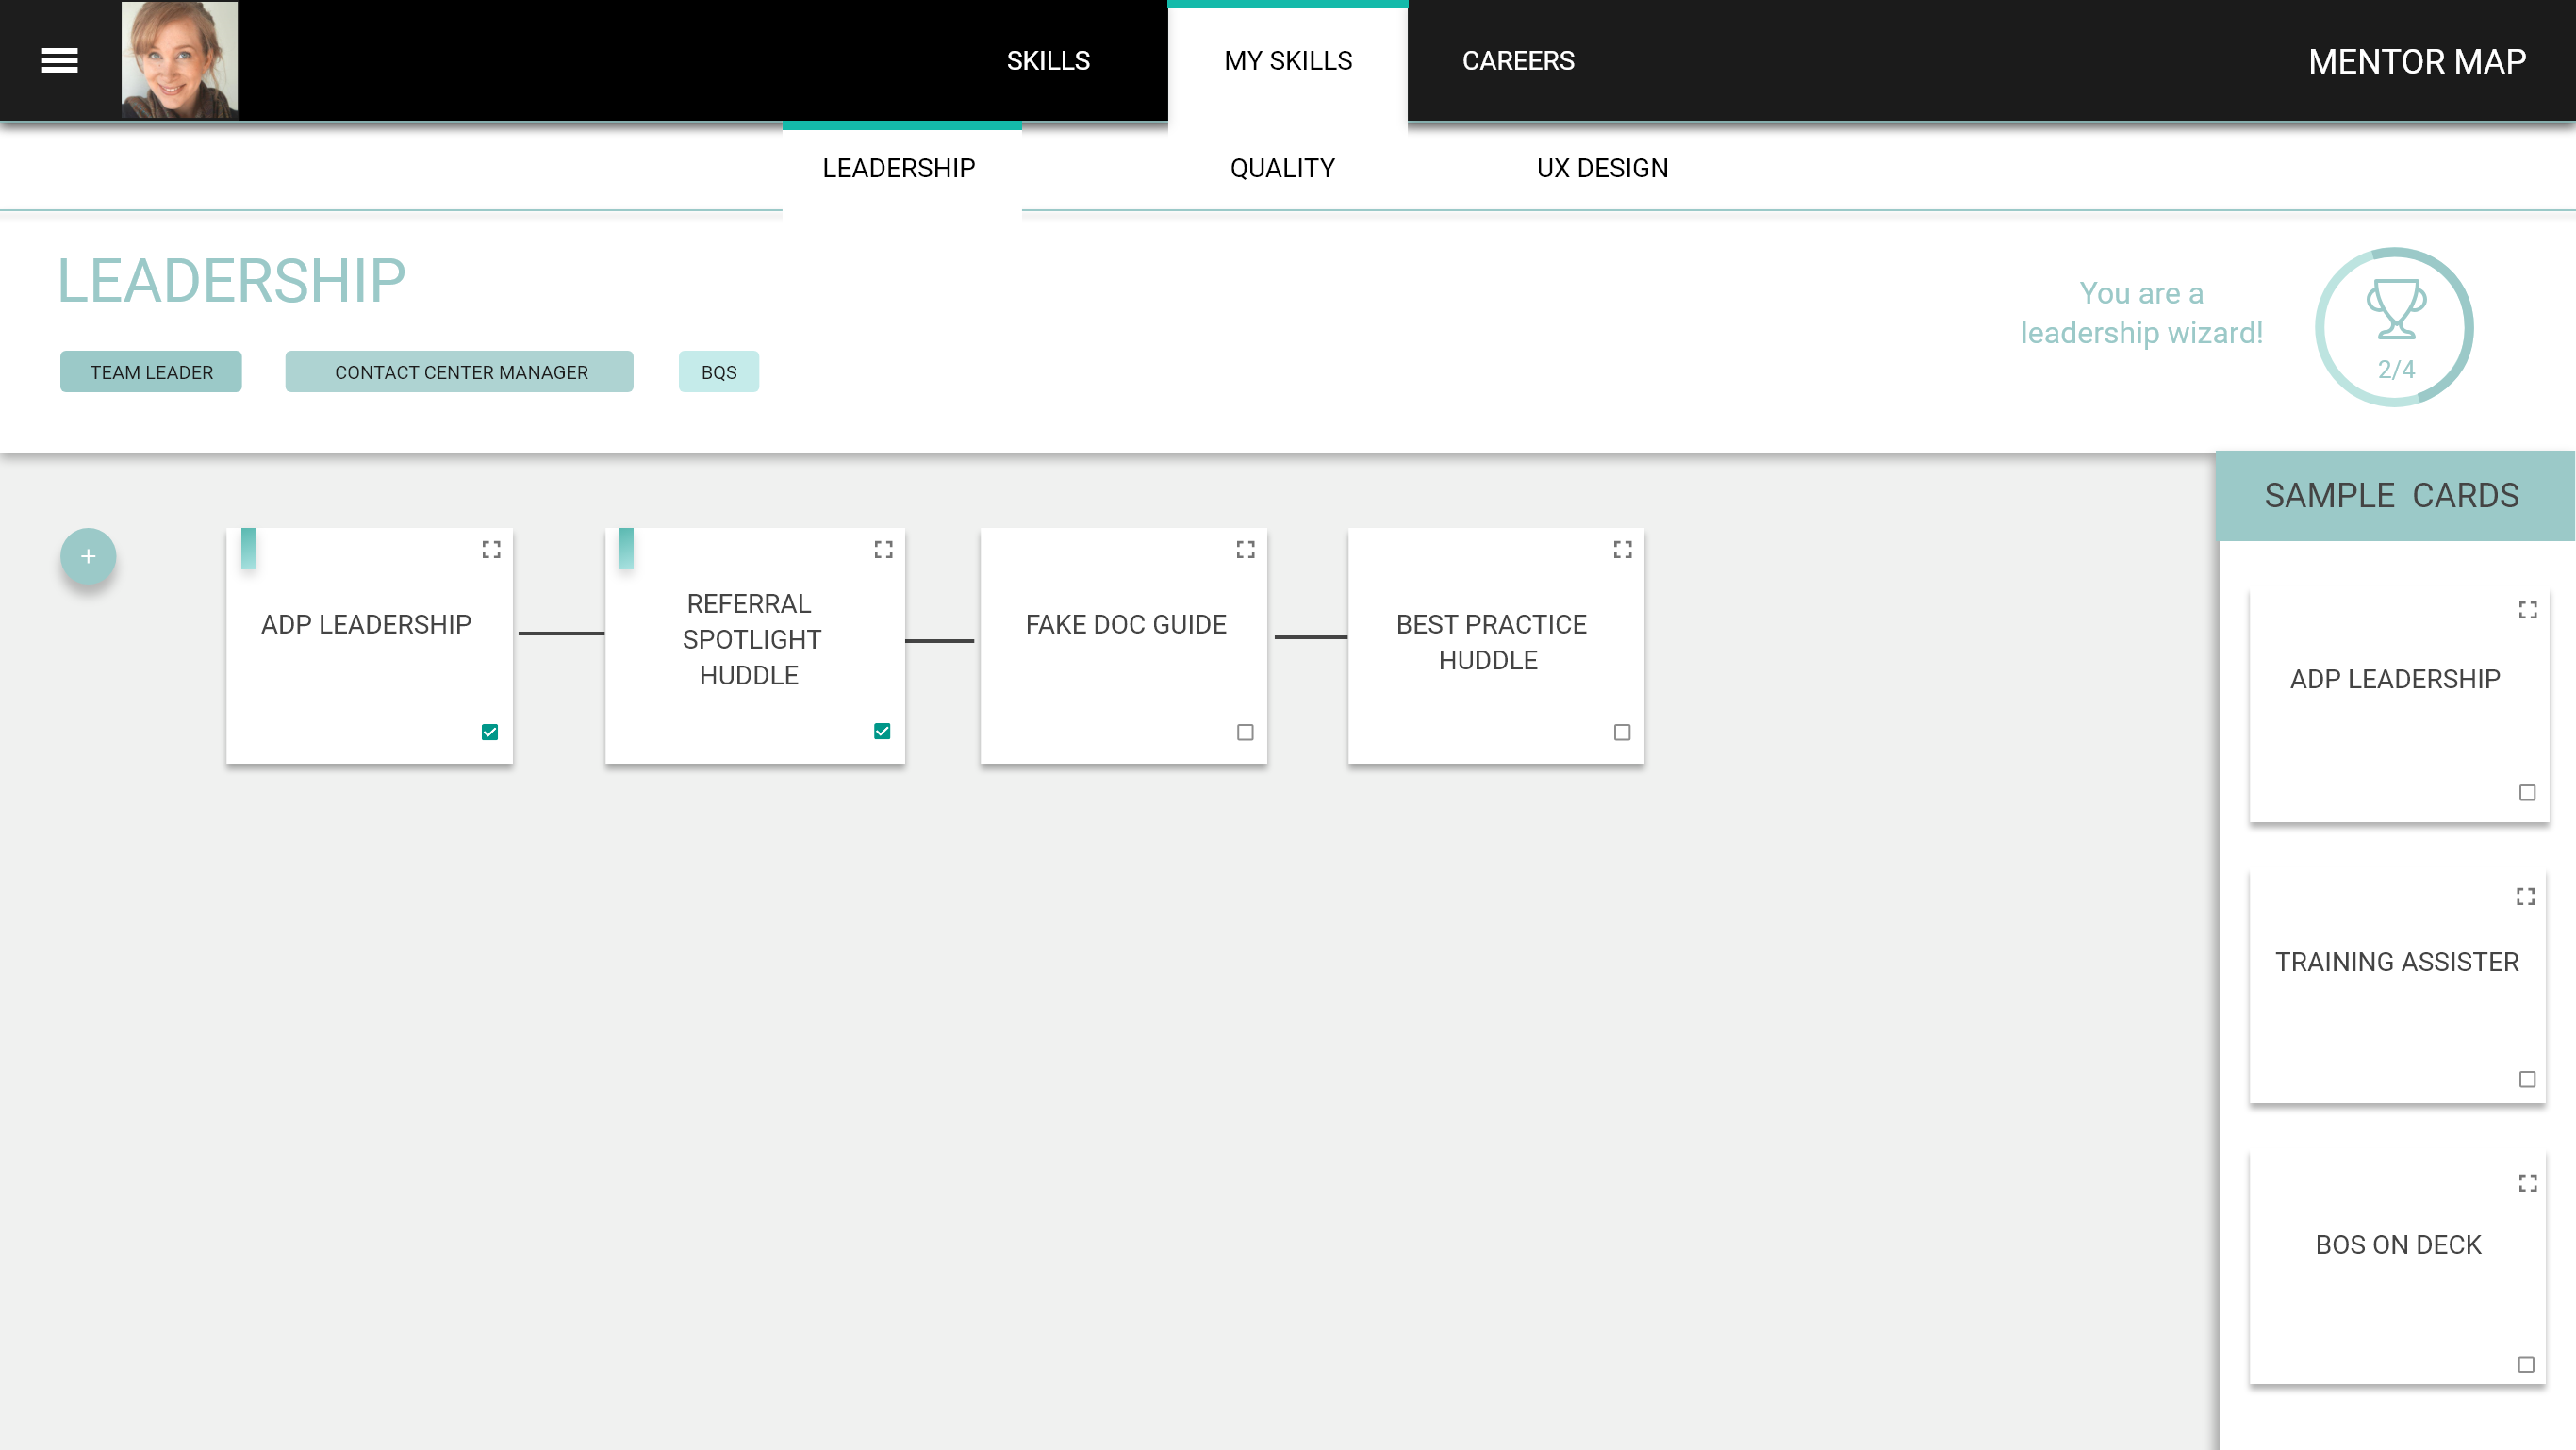 SKILLS
MY SKILLS
CAREERS
MENTOR MAP
LEADERSHIP
QUALITY
UX DESIGN
LEADERSHIP
You are a
leadership wizard!
2/4
TEAM LEADER
CONTACT CENTER MANAGER
BQS
SAMPLE CARDS
+
ADP LEADERSHIP
REFERRAL
SPOTLIGHT
HUDDLE
FAKE DOC GUIDE
BEST PRACTICE
HUDDLE
ADP LEADERSHIP
TRAINING ASSISTER
BOS ON DECK